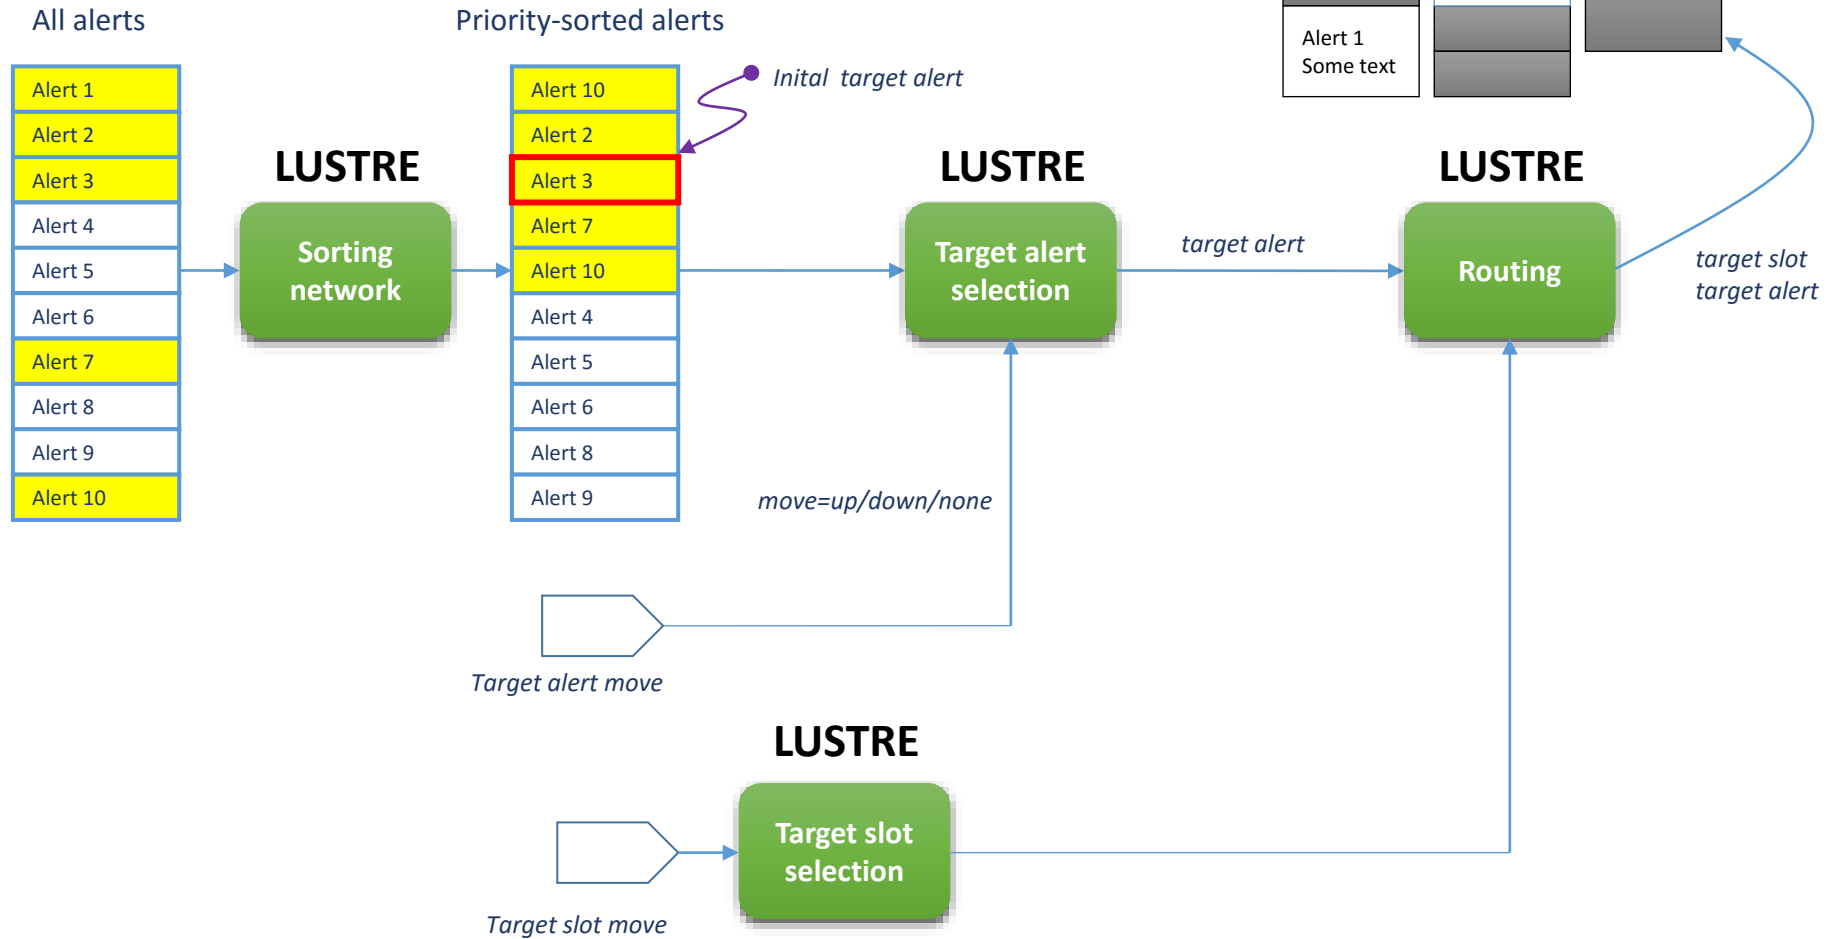 All alerts
Priority-sorted alerts
Alert 1
Some text
Alert 1
Alert 2
Alert 3
Alert 4
Alert 5
Alert 6
Alert 7
Alert 8
Alert 9
Alert 10
LUSTRE
Sorting
network
Alert 10
Alert 2
Alert 3
Alert 7
Alert 10
Alert 4
Alert 5
Alert 6
Alert 8
Alert 9
Inital target alert
LUSTRE
Target alert
selection
target alert
LUSTRE
Routing
target slot
target alert
move=up/down/none
Target alert move
LUSTRE
Target slot
selection
Target slot move